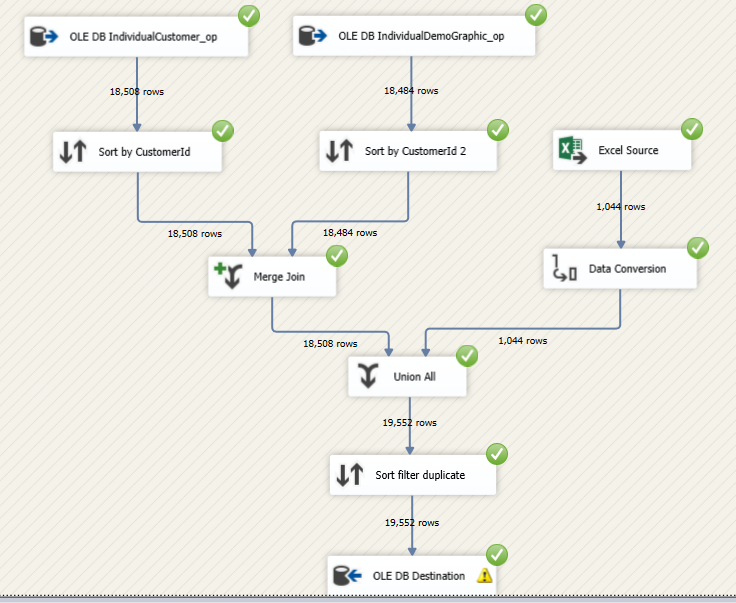 OLE DB IndividualCustomer_op
OLE DB IndividualDemoGraphic_op
18,508 rows
18,484 rows
Sort by CustomerId
Sort by CustomerId 2
Excel Source
18,508 rows
18,484 rows
1,044 rows
Merge Join
Data Conversion
18,508 rows
1,044 rows
Union All
19,552 rows
Sort filter duplicate
19,552 rows
OLE DB Destination